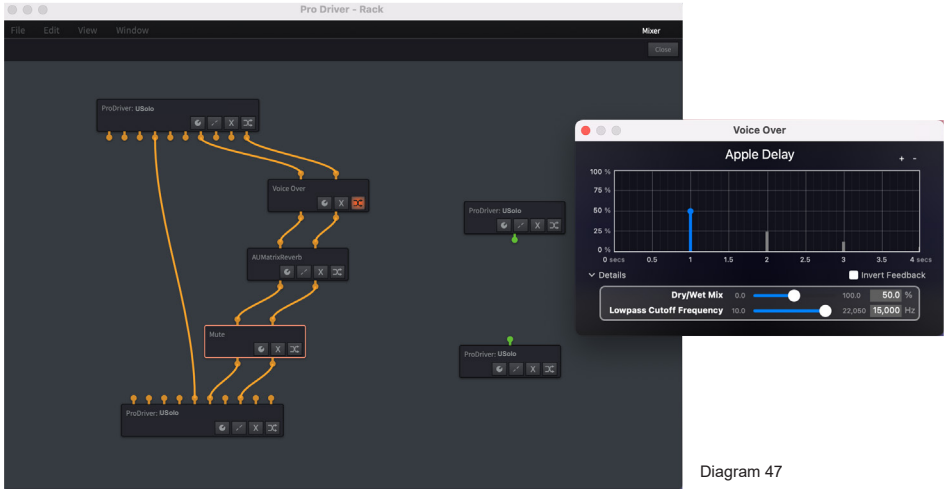 Pro Driver - Rack
File Edit View Window Mixer
Close
ProDriver: USolo
Voice Over
AUMatrixReverb
Mute
ProDriver: USolo
ProDriver: USolo
ProDriver: USolo
Voice Over
Apple Delay
+ -
100 %
75 %
50 %
25 %
0 %
0 secs 0.5 1 1.5 2 2.5 3 3.5 4 secs
Details Invert Feedback
Dry/Wet Mix 0.0 100.0 50.0 %
Lowpass Cutoff Frequency 10.0 22,050 15,000 Hz
Diagram 47